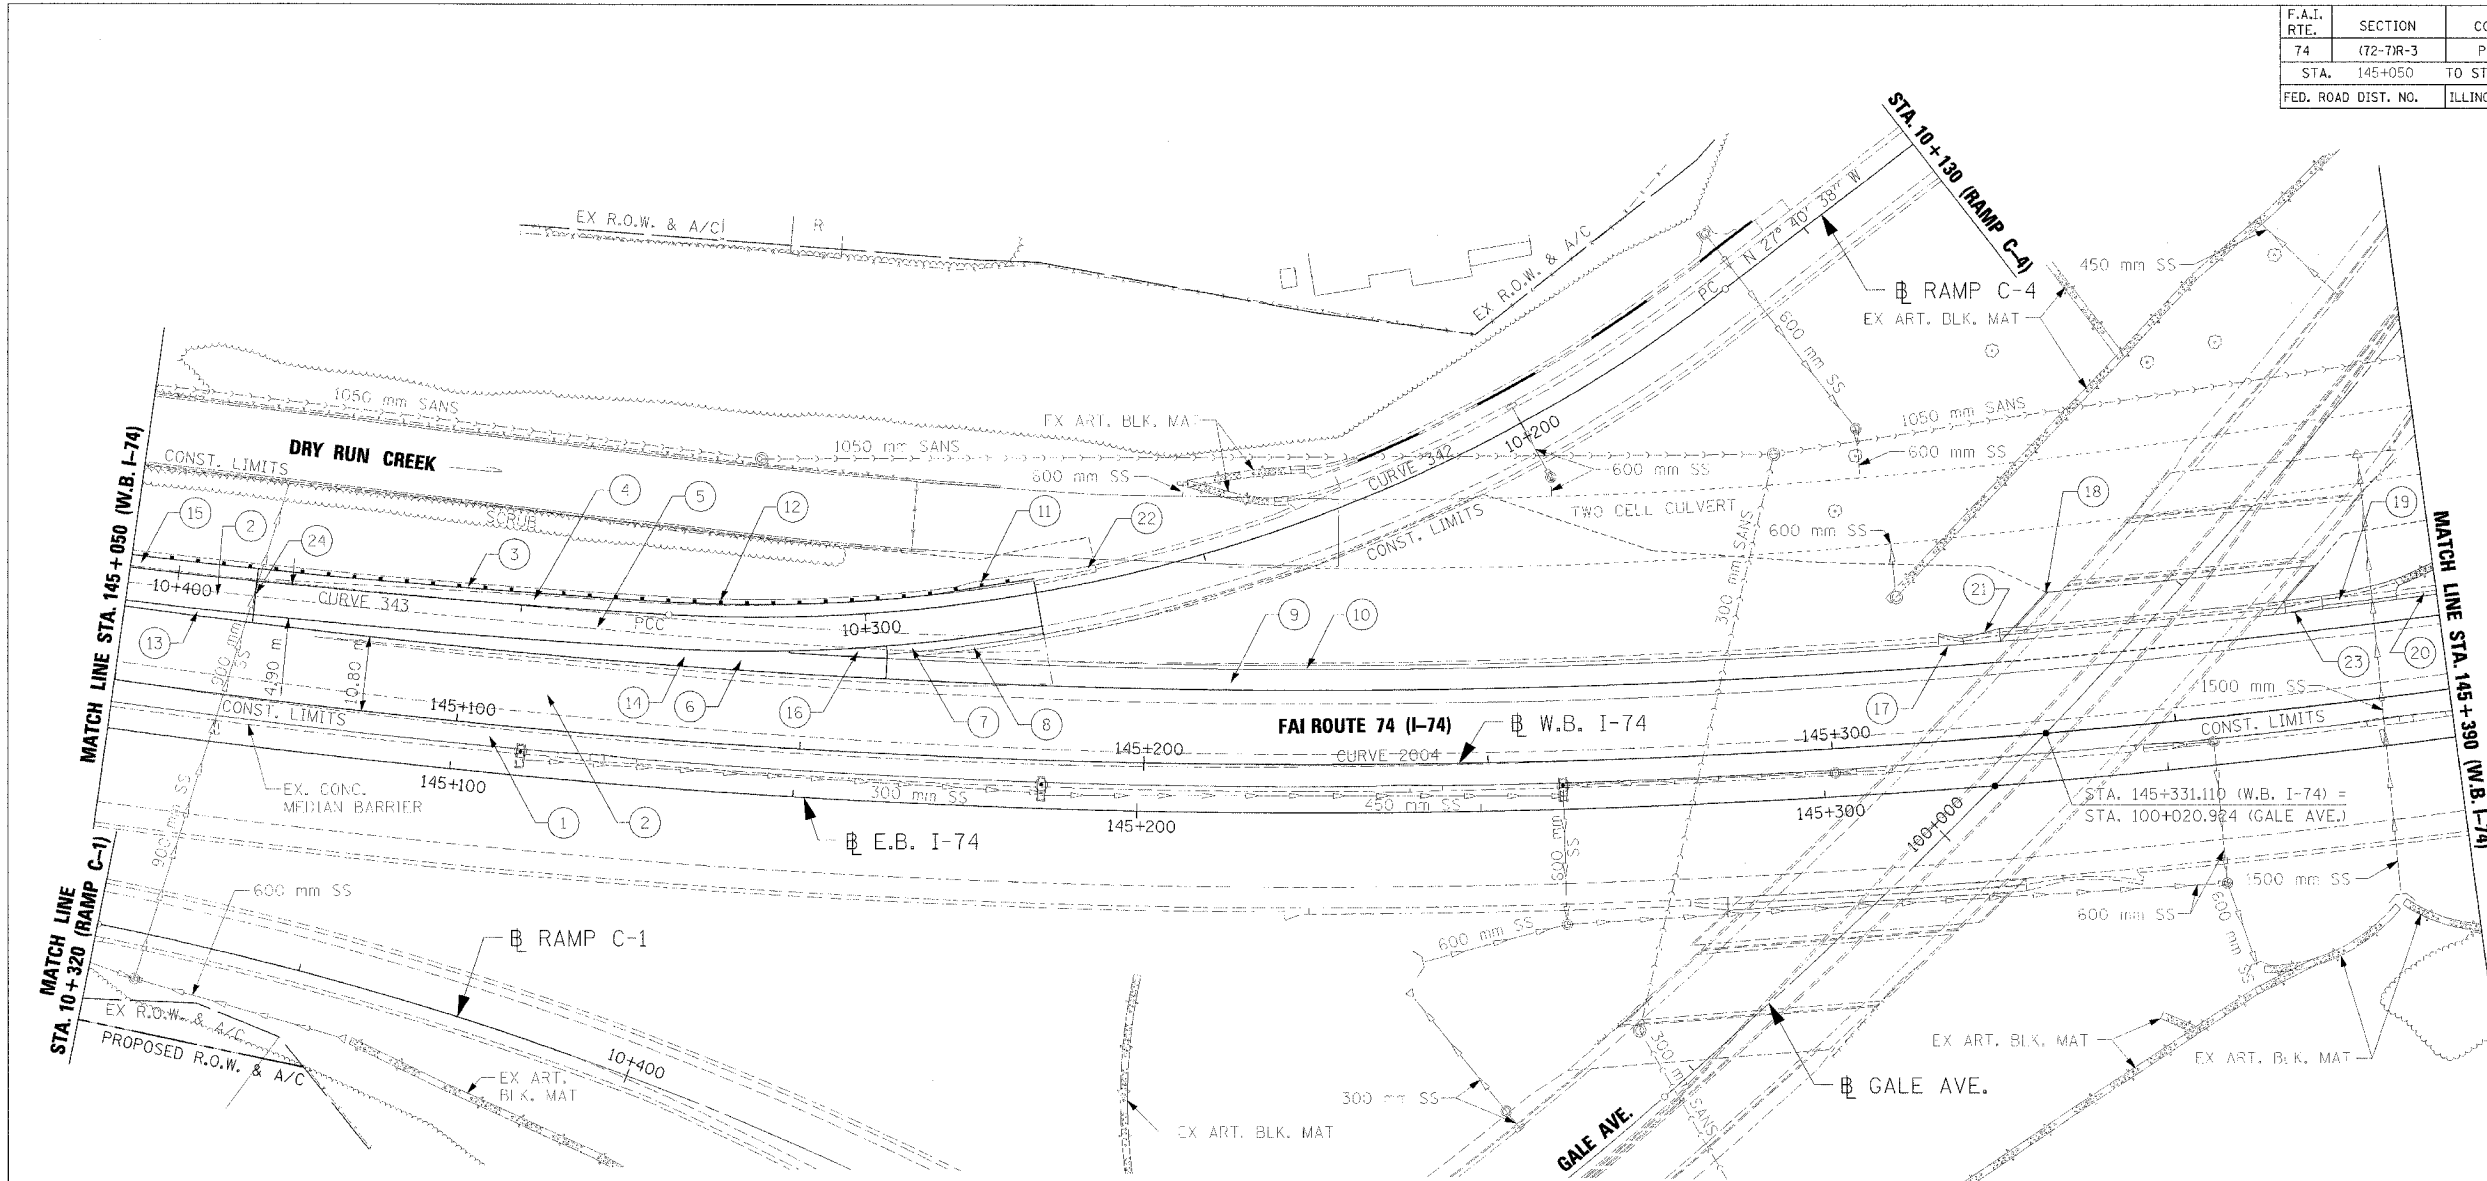 F.A.I. RTE.
SECTION
74
(72-7)R-3
STA. 145+050 TO
FED. ROAD DIST. NO.
STA. 10+130 (RAMP C-4)
N 27° 40' 38" W
PC
℄ RAMP C-4
EX R.O.W. & A/C
R
EX R.O.W. & A/C
450 mm SS
EX ART. BLK. MAT
600 mm SS
1050 mm SANS
1050 mm SANS
1050 mm SANS
600 mm SS
DRY RUN CREEK
CONST. LIMITS
SCRUB
EX ART. BLK. MAT
600 mm SS
CURVE 342
10+200
600 mm SS
TWO CELL CULVERT
CONST. LIMITS
300 mm SANS
600 mm SS
MATCH LINE STA. 145+050 (W.B. I-74)
15
2
24
3
4
5
12
11
22
18
19
10+400
CURVE 343
PCC
10+300
9
10
21
13
900 mm SS
14.90 m
10.80 m
14
6
16
7
8
17
23
20
MATCH LINE STA. 145+390 (W.B. I-74)
CONST. LIMITS
145+100
145+200
FAI ROUTE 74 (I-74)
CURVE 2004
℄ W.B. I-74
145+300
1500 mm SS
CONST. LIMITS
EX. CONC. MEDIAN BARRIER
145+100
1
2
300 mm SS
450 mm SS
145+200
145+300
℄ E.B. I-74
100+000
STA. 145+331.110 (W.B. I-74) =
STA. 100+020.924 (GALE AVE.)
600 mm SS
900 mm SS
600 mm SS
1500 mm SS
600 mm SS
600 mm SS
MATCH LINE
STA. 10+320 (RAMP C-1)
℄ RAMP C-1
600 mm SS
EX R.O.W. & A/C
PROPOSED R.O.W. & A/C
10+400
EX ART.
BLK. MAT
EX ART. BLK. MAT
300 mm SS
300 mm SANS
GALE AVE.
℄ GALE AVE.
EX ART. BLK. MAT
EX ART. BLK. MAT